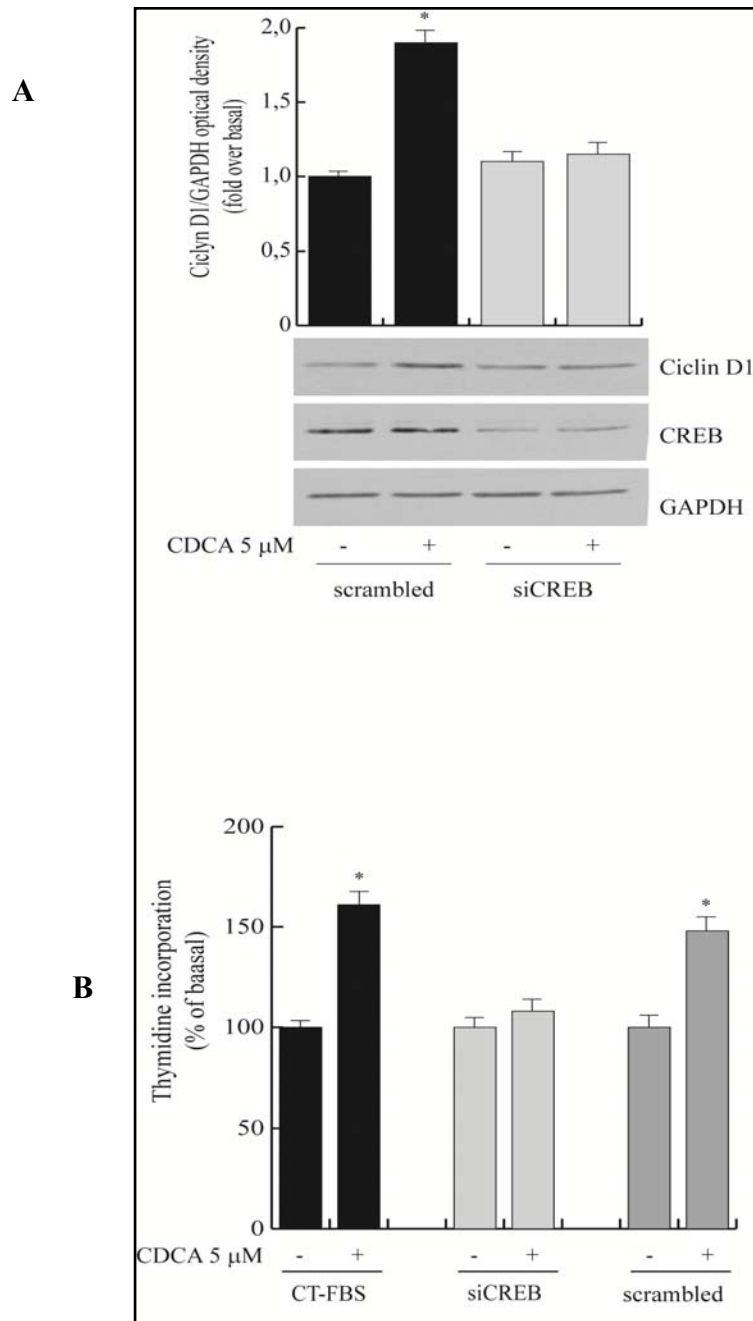 A
Ciclyn D1/GAPDH optical density
(fold over basal)
2,0
1,5
1,0
0,5
0
*
Ciclin D1
CREB
GAPDH
CDCA 5 µM - + - +
scrambled siCREB
B
Thymidine incorporation
(% of baasal)
200
150
100
50
0
* *
CDCA 5 µM - + - + - +
CT-FBS siCREB scrambled